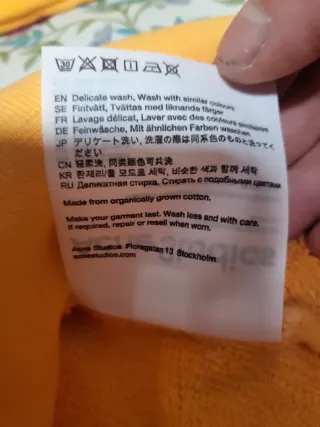 30
EN Delicate wash, Wash with similar colours
SE Fintvätt, Tvättas med liknande färger
FR Lavage délicat, Laver avec des couleurs similaires
DE Feinwäsche, Mit ähnlichen Farben waschen
JP デリケート洗い, 洗濯の際は同系色のものと洗ってく
ださい
CN 轻柔洗, 同类颜色可共洗
KR 란제리/울 모드로 세탁, 비슷한 색과 함께 세탁
RU Деликатная стирка, Стирать с подобными цветами
Made from organically grown cotton.
Make your garment last. Wash less and with care.
If required, repair or resell when worn.
Acne Studios Floragatan 13 Stockholm
acnestudios.com